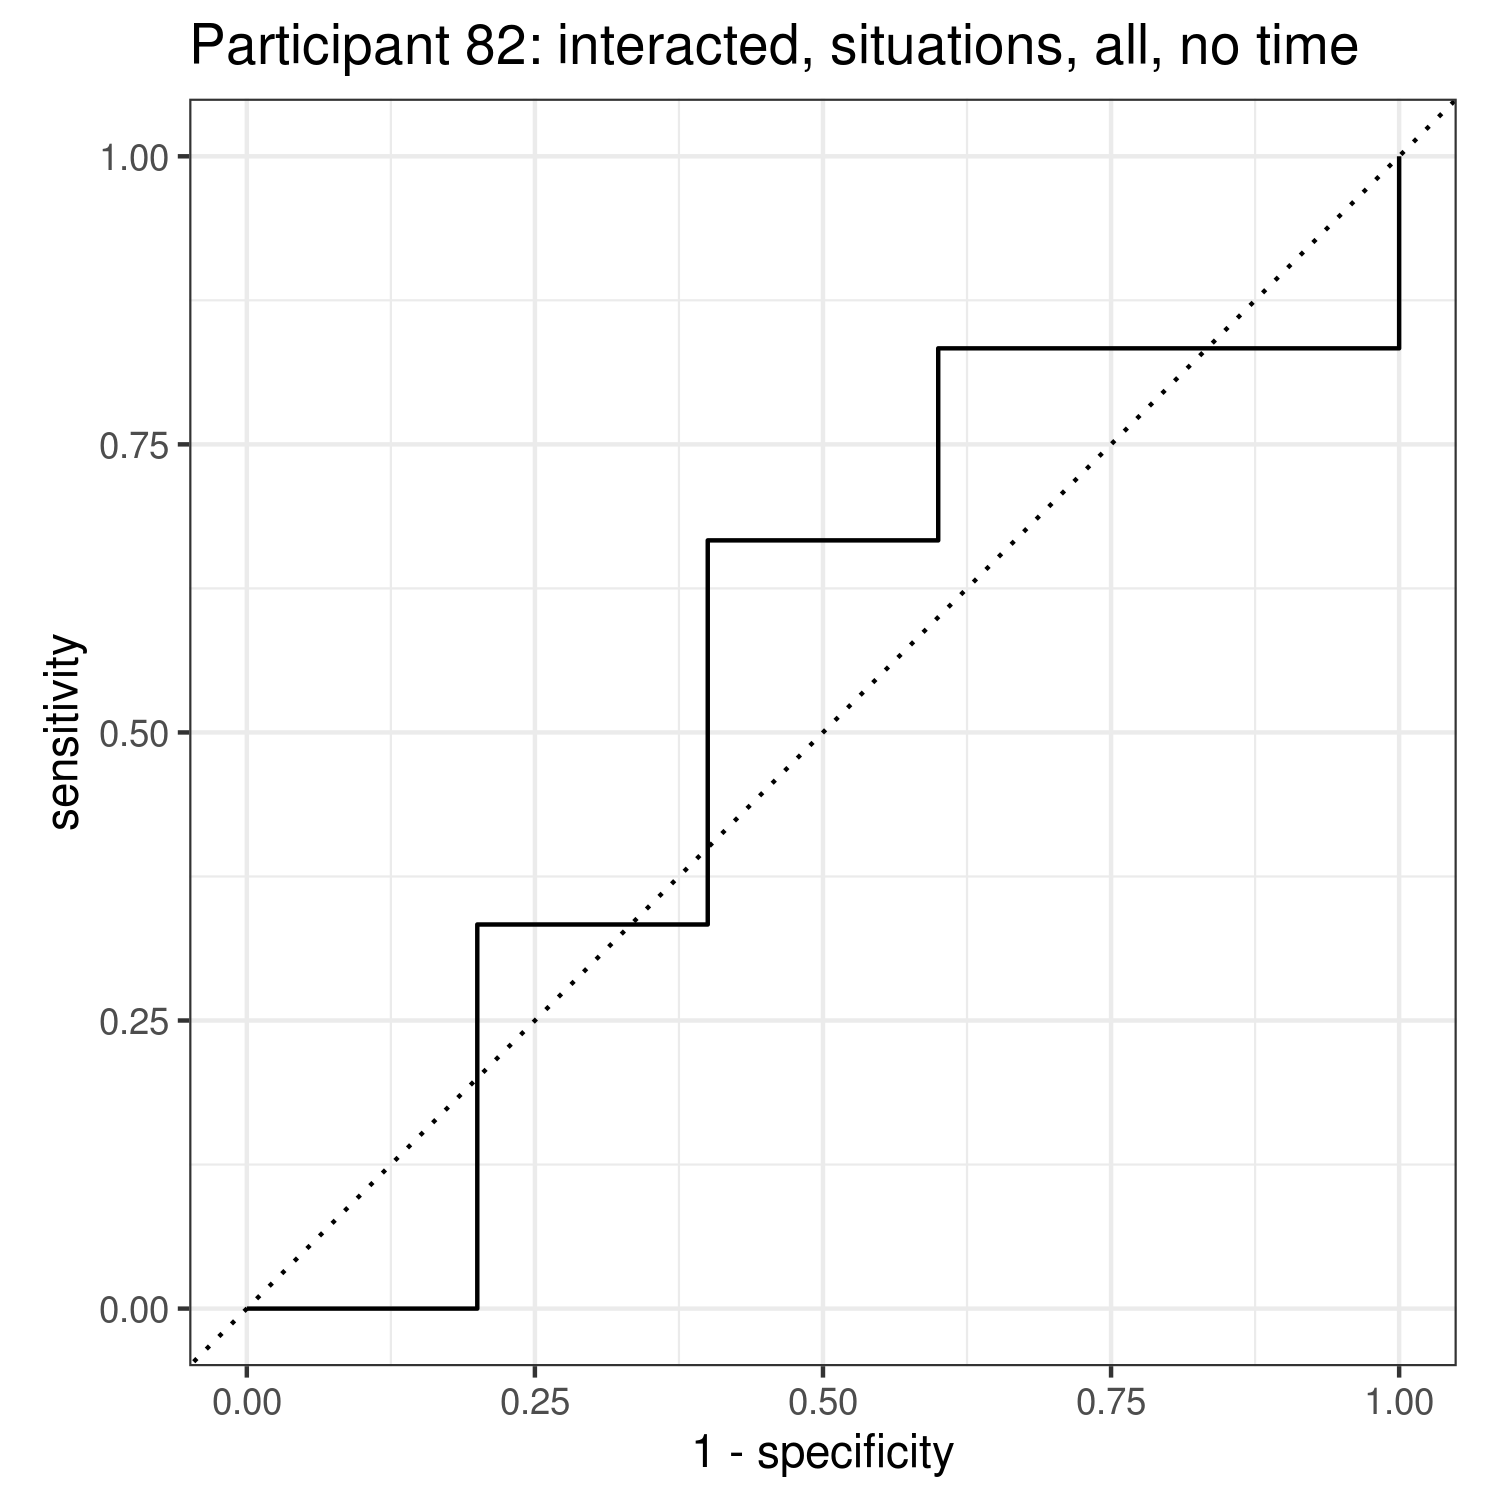 Participant 82: interacted, situations, all, no time
sensitivity
1.00
0.75
0.50
0.25
0.00
0.00 0.25 0.50 0.75 1.00
1 - specificity